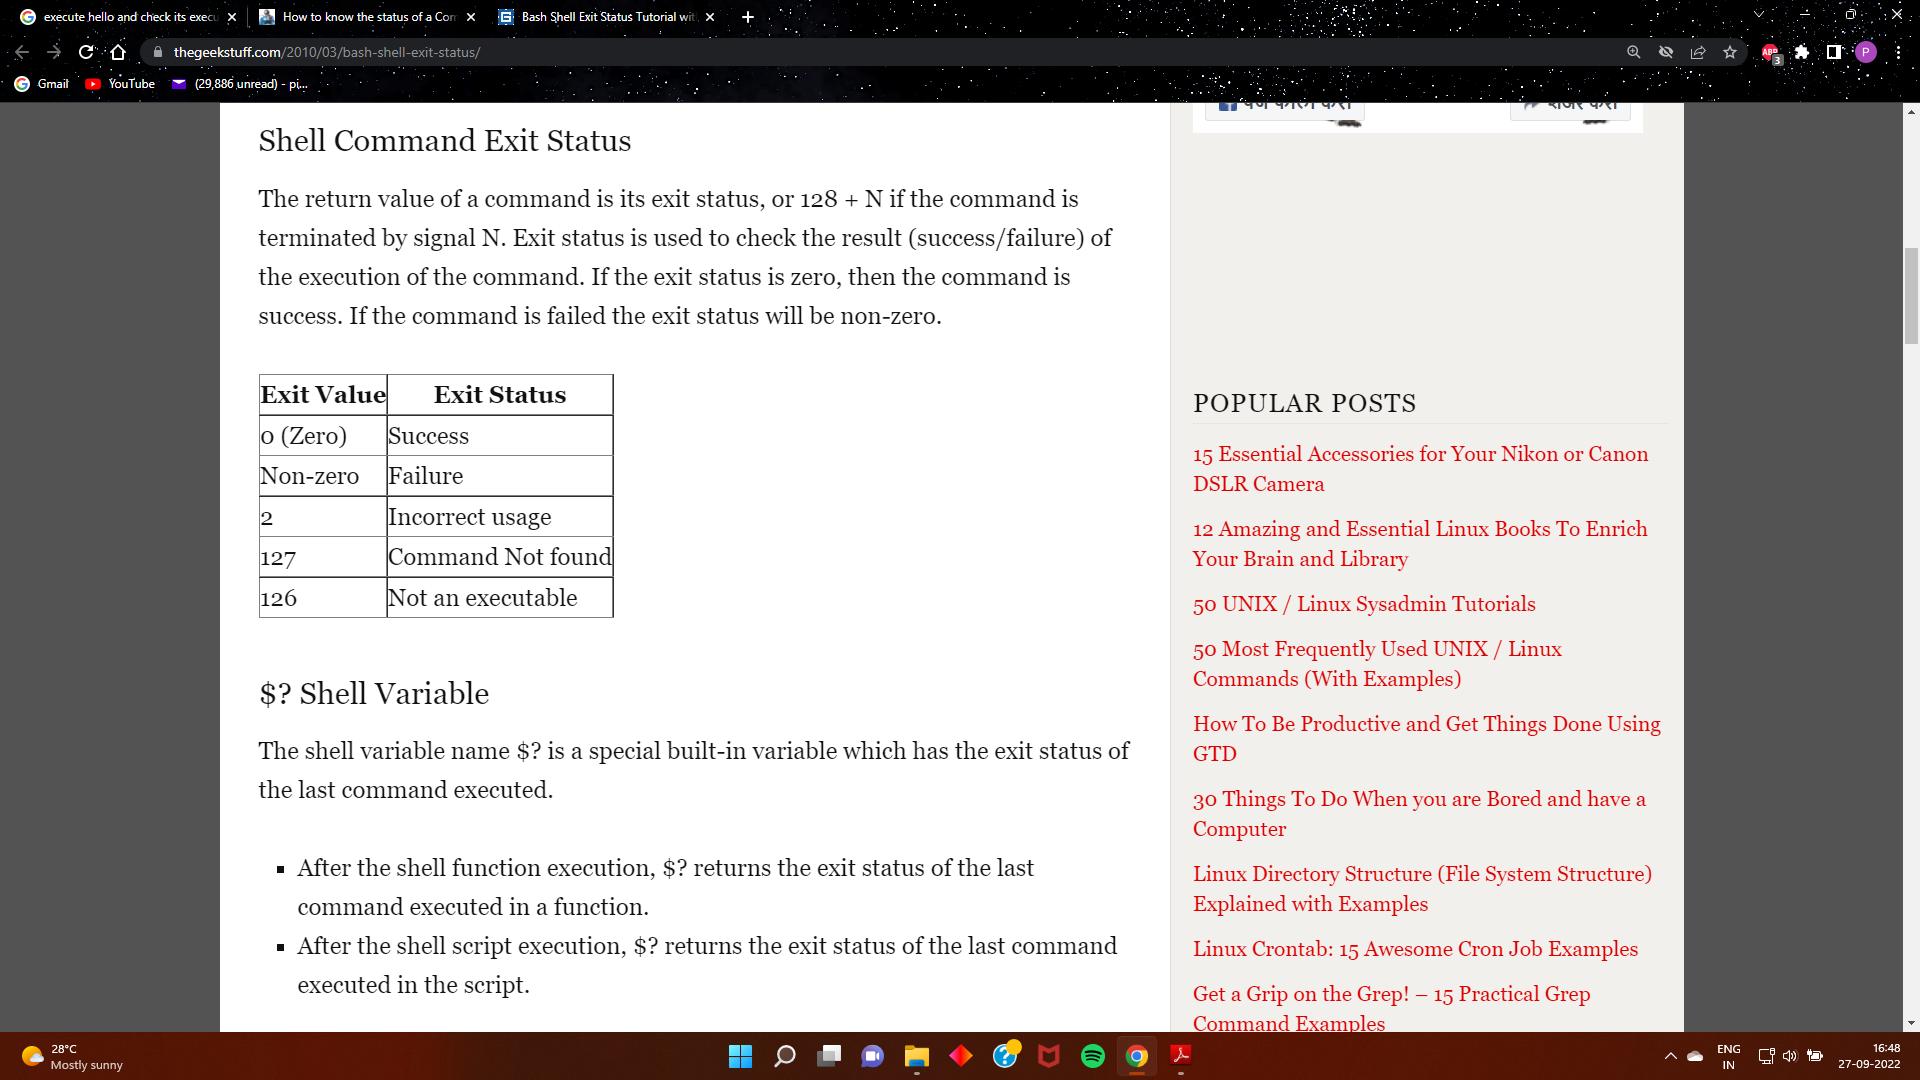 execute hello and check its execu
How to know the status of a Com
Bash Shell Exit Status Tutorial wit
thegeekstuff.com/2010/03/bash-shell-exit-status/
ABP
3
P
Gmail
YouTube
(29,886 unread) - pi...
Shell Command Exit Status
The return value of a command is its exit status, or 128 + N if the command is
terminated by signal N. Exit status is used to check the result (success/failure) of
the execution of the command. If the exit status is zero, then the command is
success. If the command is failed the exit status will be non-zero.
Exit Value Exit Status
0 (Zero) Success
Non-zero Failure
2 Incorrect usage
127 Command Not found
126 Not an executable
$? Shell Variable
The shell variable name $? is a special built-in variable which has the exit status of
the last command executed.
After the shell function execution, $? returns the exit status of the last
command executed in a function.
After the shell script execution, $? returns the exit status of the last command
executed in the script.
POPULAR POSTS
15 Essential Accessories for Your Nikon or Canon
DSLR Camera
12 Amazing and Essential Linux Books To Enrich
Your Brain and Library
50 UNIX / Linux Sysadmin Tutorials
50 Most Frequently Used UNIX / Linux
Commands (With Examples)
How To Be Productive and Get Things Done Using
GTD
30 Things To Do When you are Bored and have a
Computer
Linux Directory Structure (File System Structure)
Explained with Examples
Linux Crontab: 15 Awesome Cron Job Examples
Get a Grip on the Grep! – 15 Practical Grep
Command Examples
28°C
Mostly sunny
ENG
IN
16:48
27-09-2022